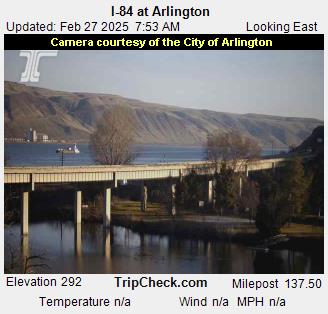 I-84 at Arlington
Updated: Feb 27 2025 7:53 AM Looking East
Camera courtesy of the City of Arlington
Elevation 292 TripCheck.com Milepost 137.50
Temperature n/a Wind n/a MPH n/a